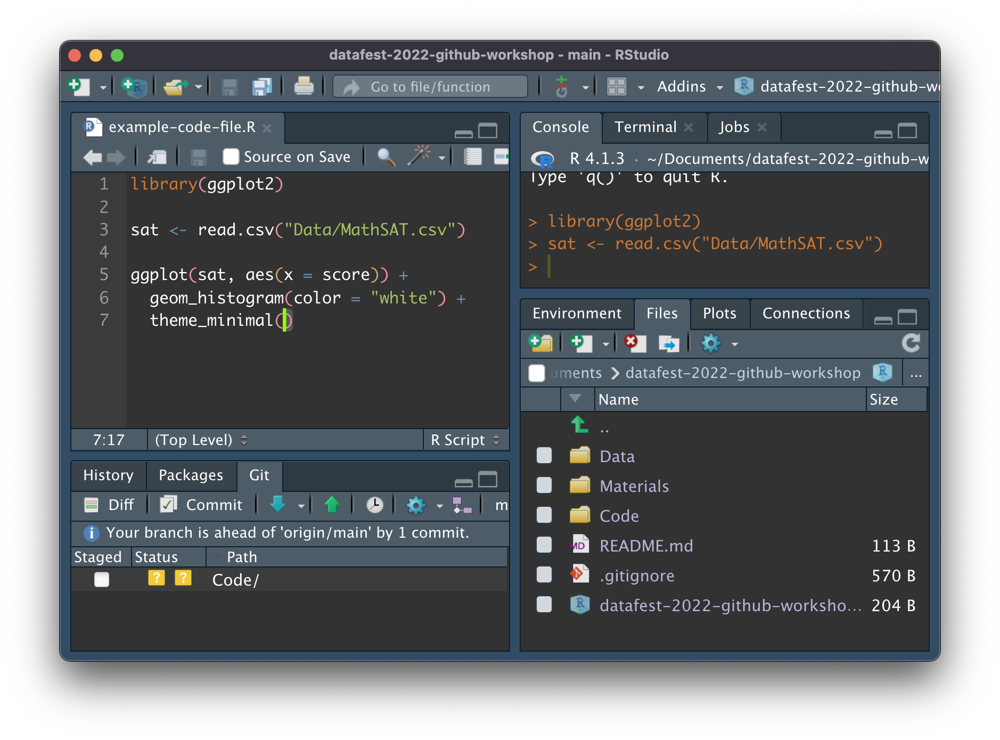 datafest-2022-github-workshop - main - RStudio
Go to file/function
Git
Addins
datafest-2022-github-wo
example-code-file.R
Source on Save
1 library(ggplot2)
2
3 sat <- read.csv("Data/MathSAT.csv")
4
5 ggplot(sat, aes(x = score)) +
6 geom_histogram(color = "white") +
7 theme_minimal()
7:17
(Top Level)
R Script
History
Packages
Git
Diff
Commit
m
Your branch is ahead of 'origin/main' by 1 commit.
Staged
Status
Path
? ? Code/
Console
Terminal
Jobs
R 4.1.3 · ~/Documents/datafest-2022-github-w
Type 'q()' to quit R.
> library(ggplot2)
> sat <- read.csv("Data/MathSAT.csv")
>
Environment
Files
Plots
Connections
uments
datafest-2022-github-workshop
R
...
Name
Size
..
Data
Materials
Code
MD README.md 113 B
.gitignore 570 B
R datafest-2022-github-worksho... 204 B